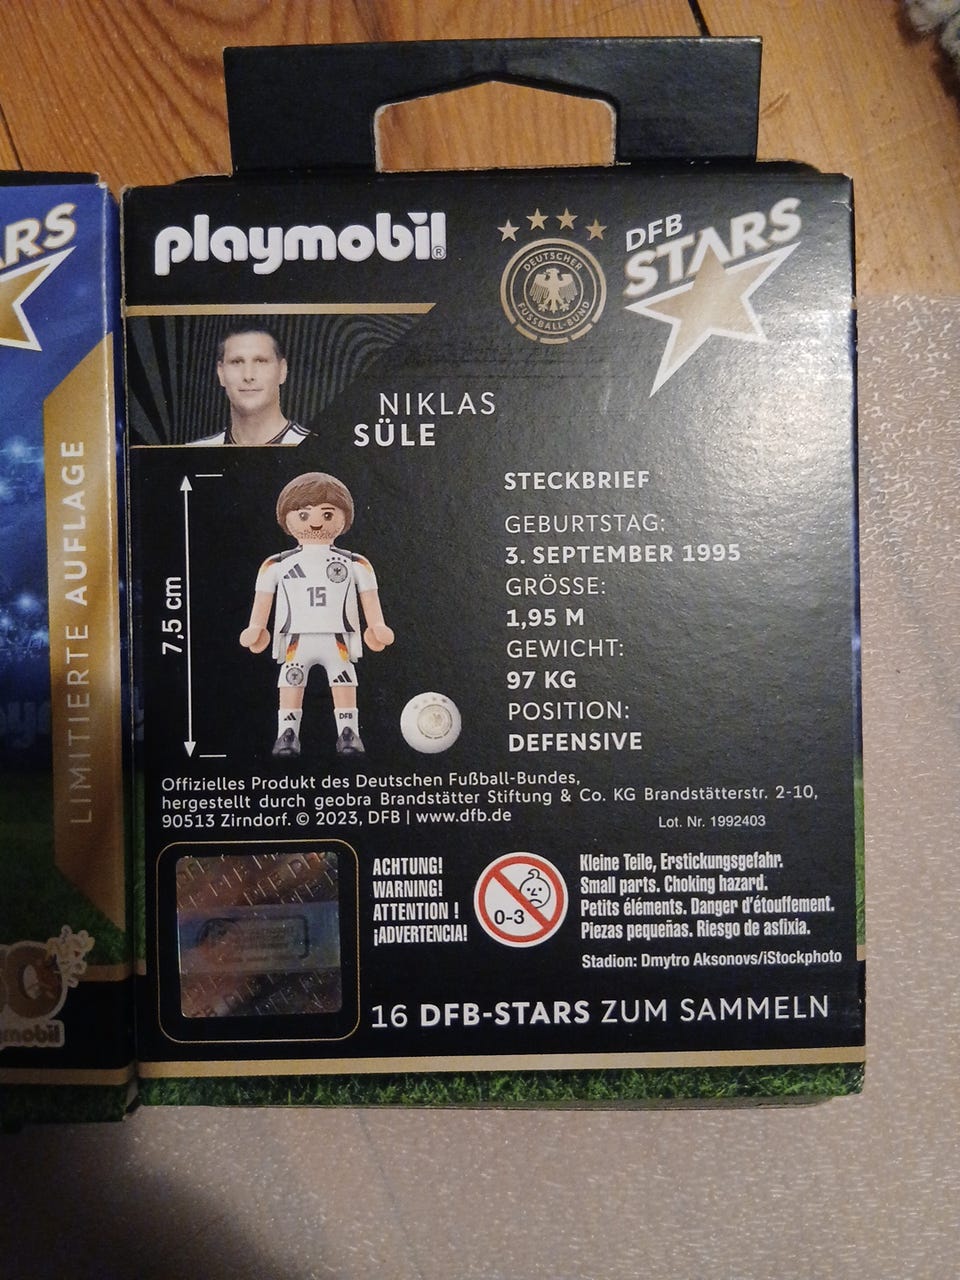 playmobil®
DEUTSCHER
FUSSBALL-BUND
DFB
STARS
NIKLAS
SÜLE
7,5 cm
15
DFB
STECKBRIEF
GEBURTSTAG:
3. SEPTEMBER 1995
GRÖSSE:
1,95 M
GEWICHT:
97 KG
POSITION:
DEFENSIVE
Offizielles Produkt des Deutschen Fußball-Bundes,
hergestellt durch geobra Brandstätter Stiftung & Co. KG Brandstätterstr. 2-10,
90513 Zirndorf. © 2023, DFB | www.dfb.de
Lot. Nr. 1992403
ACHTUNG!
WARNING!
ATTENTION !
¡ADVERTENCIA!
0-3
Kleine Teile, Erstickungsgefahr.
Small parts. Choking hazard.
Petits éléments. Danger d'étouffement.
Piezas pequeñas. Riesgo de asfixia.
Stadion: Dmytro Aksonovs/iStockphoto
16 DFB-STARS ZUM SAMMELN
ARS
LIMITIERTE AUFLAGE
mobil